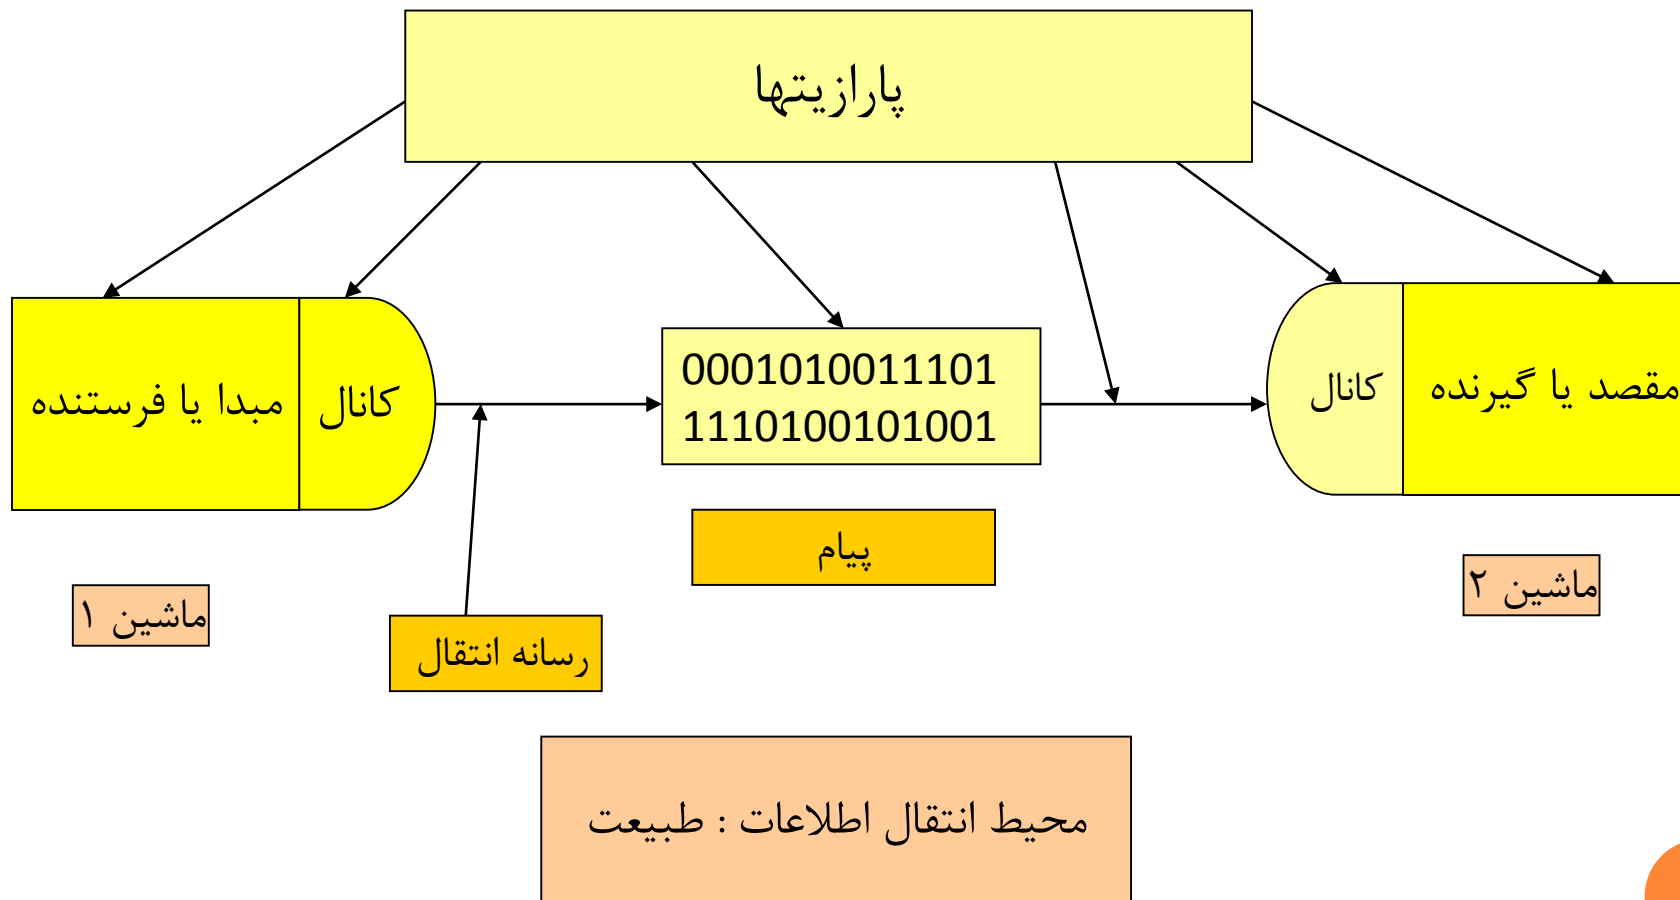 پارازیتها
مبدا یا فرستنده
کانال
0001010011101
1110100101001
کانال
مقصد یا گیرنده
پیام
ماشین ۱
ماشین ۲
رسانه انتقال
محیط انتقال اطلاعات : طبیعت